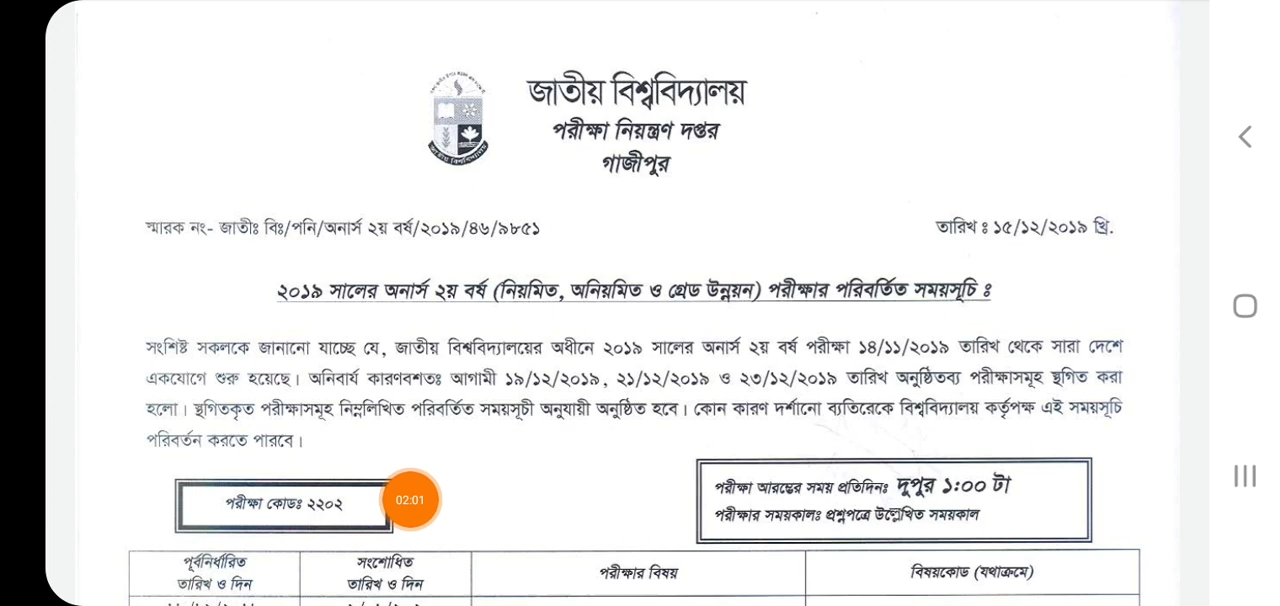 জাতীয় বিশ্ববিদ্যালয়
পরীক্ষা নিয়ন্ত্রণ দপ্তর
গাজীপুর
স্মারক নং- জাতীঃ বিঃ/পনি/অনার্স ২য় বর্ষ/২০১৯/৪৬/৯৮৫১ তারিখ ঃ ১৫/১২/২০১৯ খ্রি.
২০১৯ সালের অনার্স ২য় বর্ষ (নিয়মিত, অনিয়মিত ও গ্রেড উন্নয়ন) পরীক্ষার পরিবর্তিত সময়সূচি ঃ
সংশিষ্ট সকলকে জানানো যাচ্ছে যে, জাতীয় বিশ্ববিদ্যালয়ের অধীনে ২০১৯ সালের অনার্স ২য় বর্ষ পরীক্ষা ১৪/১১/২০১৯ তারিখ থেকে সারা দেশে
একযোগে শুরু হয়েছে। অনিবার্য কারণবশতঃ আগামী ১৯/১২/২০১৯, ২১/১২/২০১৯ ও ২৩/১২/২০১৯ তারিখ অনুষ্ঠিতব্য পরীক্ষাসমূহ স্থগিত করা
হলো। স্থগিতকৃত পরীক্ষাসমূহ নিম্নলিখিত পরিবর্তিত সময়সূচী অনুযায়ী অনুষ্ঠিত হবে। কোন কারণ দর্শানো ব্যতিরেকে বিশ্ববিদ্যালয় কর্তৃপক্ষ এই সময়সূচি
পরিবর্তন করতে পারবে।
পরীক্ষা কোডঃ ২২০২
02:01
পরীক্ষা আরম্ভের সময় প্রতিদিনঃ দুপুর ১:০০ টা
পরীক্ষার সময়কালঃ প্রশ্নপত্রে উল্লেখিত সময়কাল
পূর্বনির্ধারিত
তারিখ ও দিন
সংশোধিত
তারিখ ও দিন
পরীক্ষার বিষয়
বিষয়কোড (যথাক্রমে)